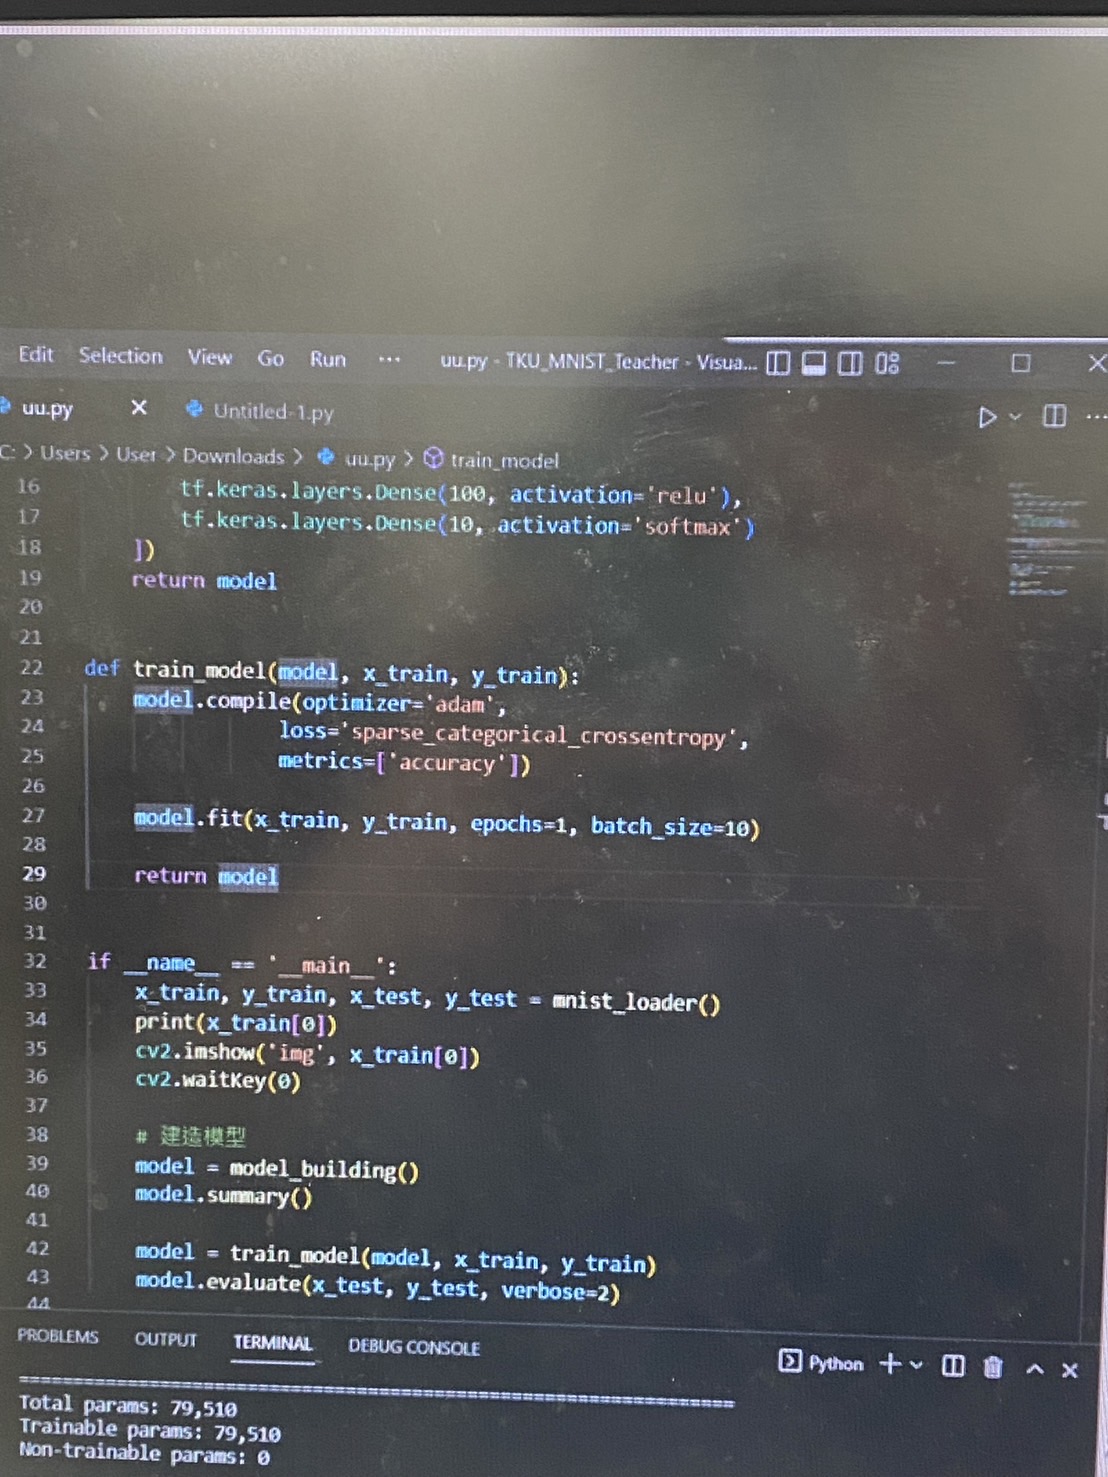 Edit Selection View Go Run ··· uu.py - TKU_MNIST_Teacher - Visua...
uu.py Untitled-1.py
C: > Users > User > Downloads > uu.py > train_model
16 tf.keras.layers.Dense(100, activation='relu'),
17 tf.keras.layers.Dense(10, activation='softmax')
18 ])
19 return model
20
21
22 def train_model(model, x_train, y_train):
23 model.compile(optimizer='adam',
24 loss='sparse_categorical_crossentropy',
25 metrics=['accuracy'])
26
27 model.fit(x_train, y_train, epochs=1, batch_size=10)
28
29 return model
30
31
32 if __name__ == '__main__':
33 x_train, y_train, x_test, y_test = mnist_loader()
34 print(x_train[0])
35 cv2.imshow('img', x_train[0])
36 cv2.waitKey(0)
37
38 # 建造模型
39 model = model_building()
40 model.summary()
41
42 model = train_model(model, x_train, y_train)
43 model.evaluate(x_test, y_test, verbose=2)
44
PROBLEMS OUTPUT TERMINAL DEBUG CONSOLE Python
Total params: 79,510
Trainable params: 79,510
Non-trainable params: 0